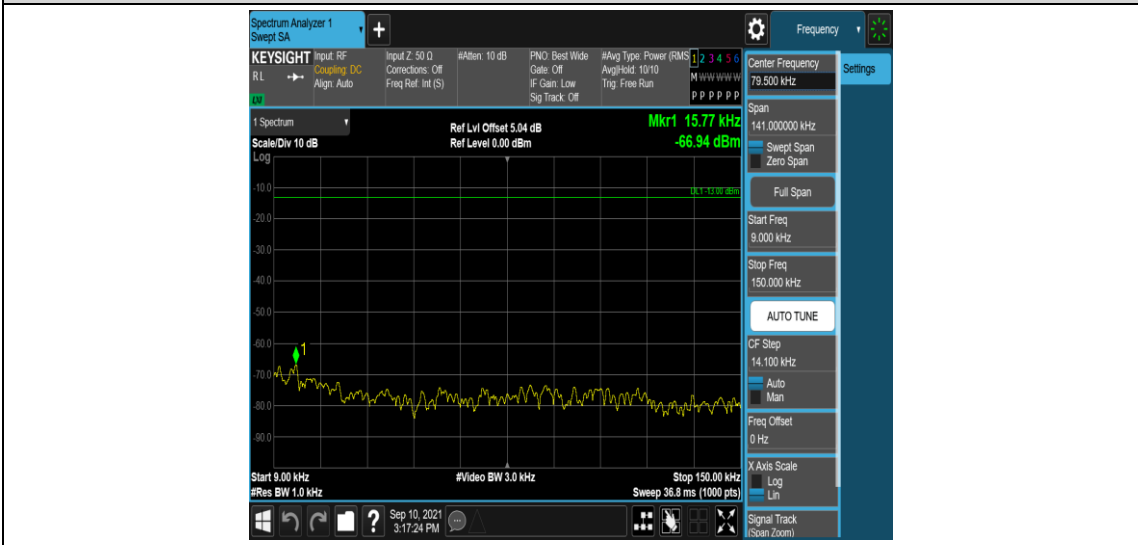 Spectrum Analyzer 1
Swept SA
Frequency
KEYSIGHT
RL
LXI
Input: RF
Coupling: DC
Align: Auto
Input Z: 50 Ω
Corrections: Off
Freq Ref: Int (S)
#Atten: 10 dB
PNO: Best Wide
Gate: Off
IF Gain: Low
Sig Track: Off
#Avg Type: Power (RMS
Avg|Hold: 10/10
Trig: Free Run
1 2 3 4 5 6
M W W W W W
P P P P P P
Center Frequency
79.500 kHz
Settings
Span
141.000000 kHz
Swept Span
Zero Span
Full Span
Start Freq
9.000 kHz
Stop Freq
150.000 kHz
AUTO TUNE
CF Step
14.100 kHz
Auto
Man
Freq Offset
0 Hz
X Axis Scale
Log
Lin
Signal Track
(Span Zoom)
1 Spectrum
Scale/Div 10 dB
Log
Ref Lvl Offset 5.04 dB
Ref Level 0.00 dBm
Mkr1 15.77 kHz
-66.94 dBm
DL1 -13.00 dBm
-10.0
-20.0
-30.0
-40.0
-50.0
-60.0
-70.0
-80.0
-90.0
1
Start 9.00 kHz
#Video BW 3.0 kHz
Stop 150.00 kHz
#Res BW 1.0 kHz
Sweep 36.8 ms (1000 pts)
Sep 10, 2021
3:17:24 PM